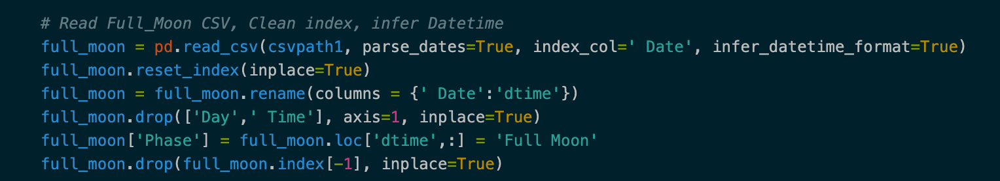 # Read Full_Moon CSV, Clean index, infer Datetime
full_moon = pd.read_csv(csvpath1, parse_dates=True, index_col=' Date', infer_datetime_format=True)
full_moon.reset_index(inplace=True)
full_moon = full_moon.rename(columns = {' Date':'dtime'})
full_moon.drop(['Day',' Time'], axis=1, inplace=True)
full_moon['Phase'] = full_moon.loc['dtime',:] = 'Full Moon'
full_moon.drop(full_moon.index[-1], inplace=True)